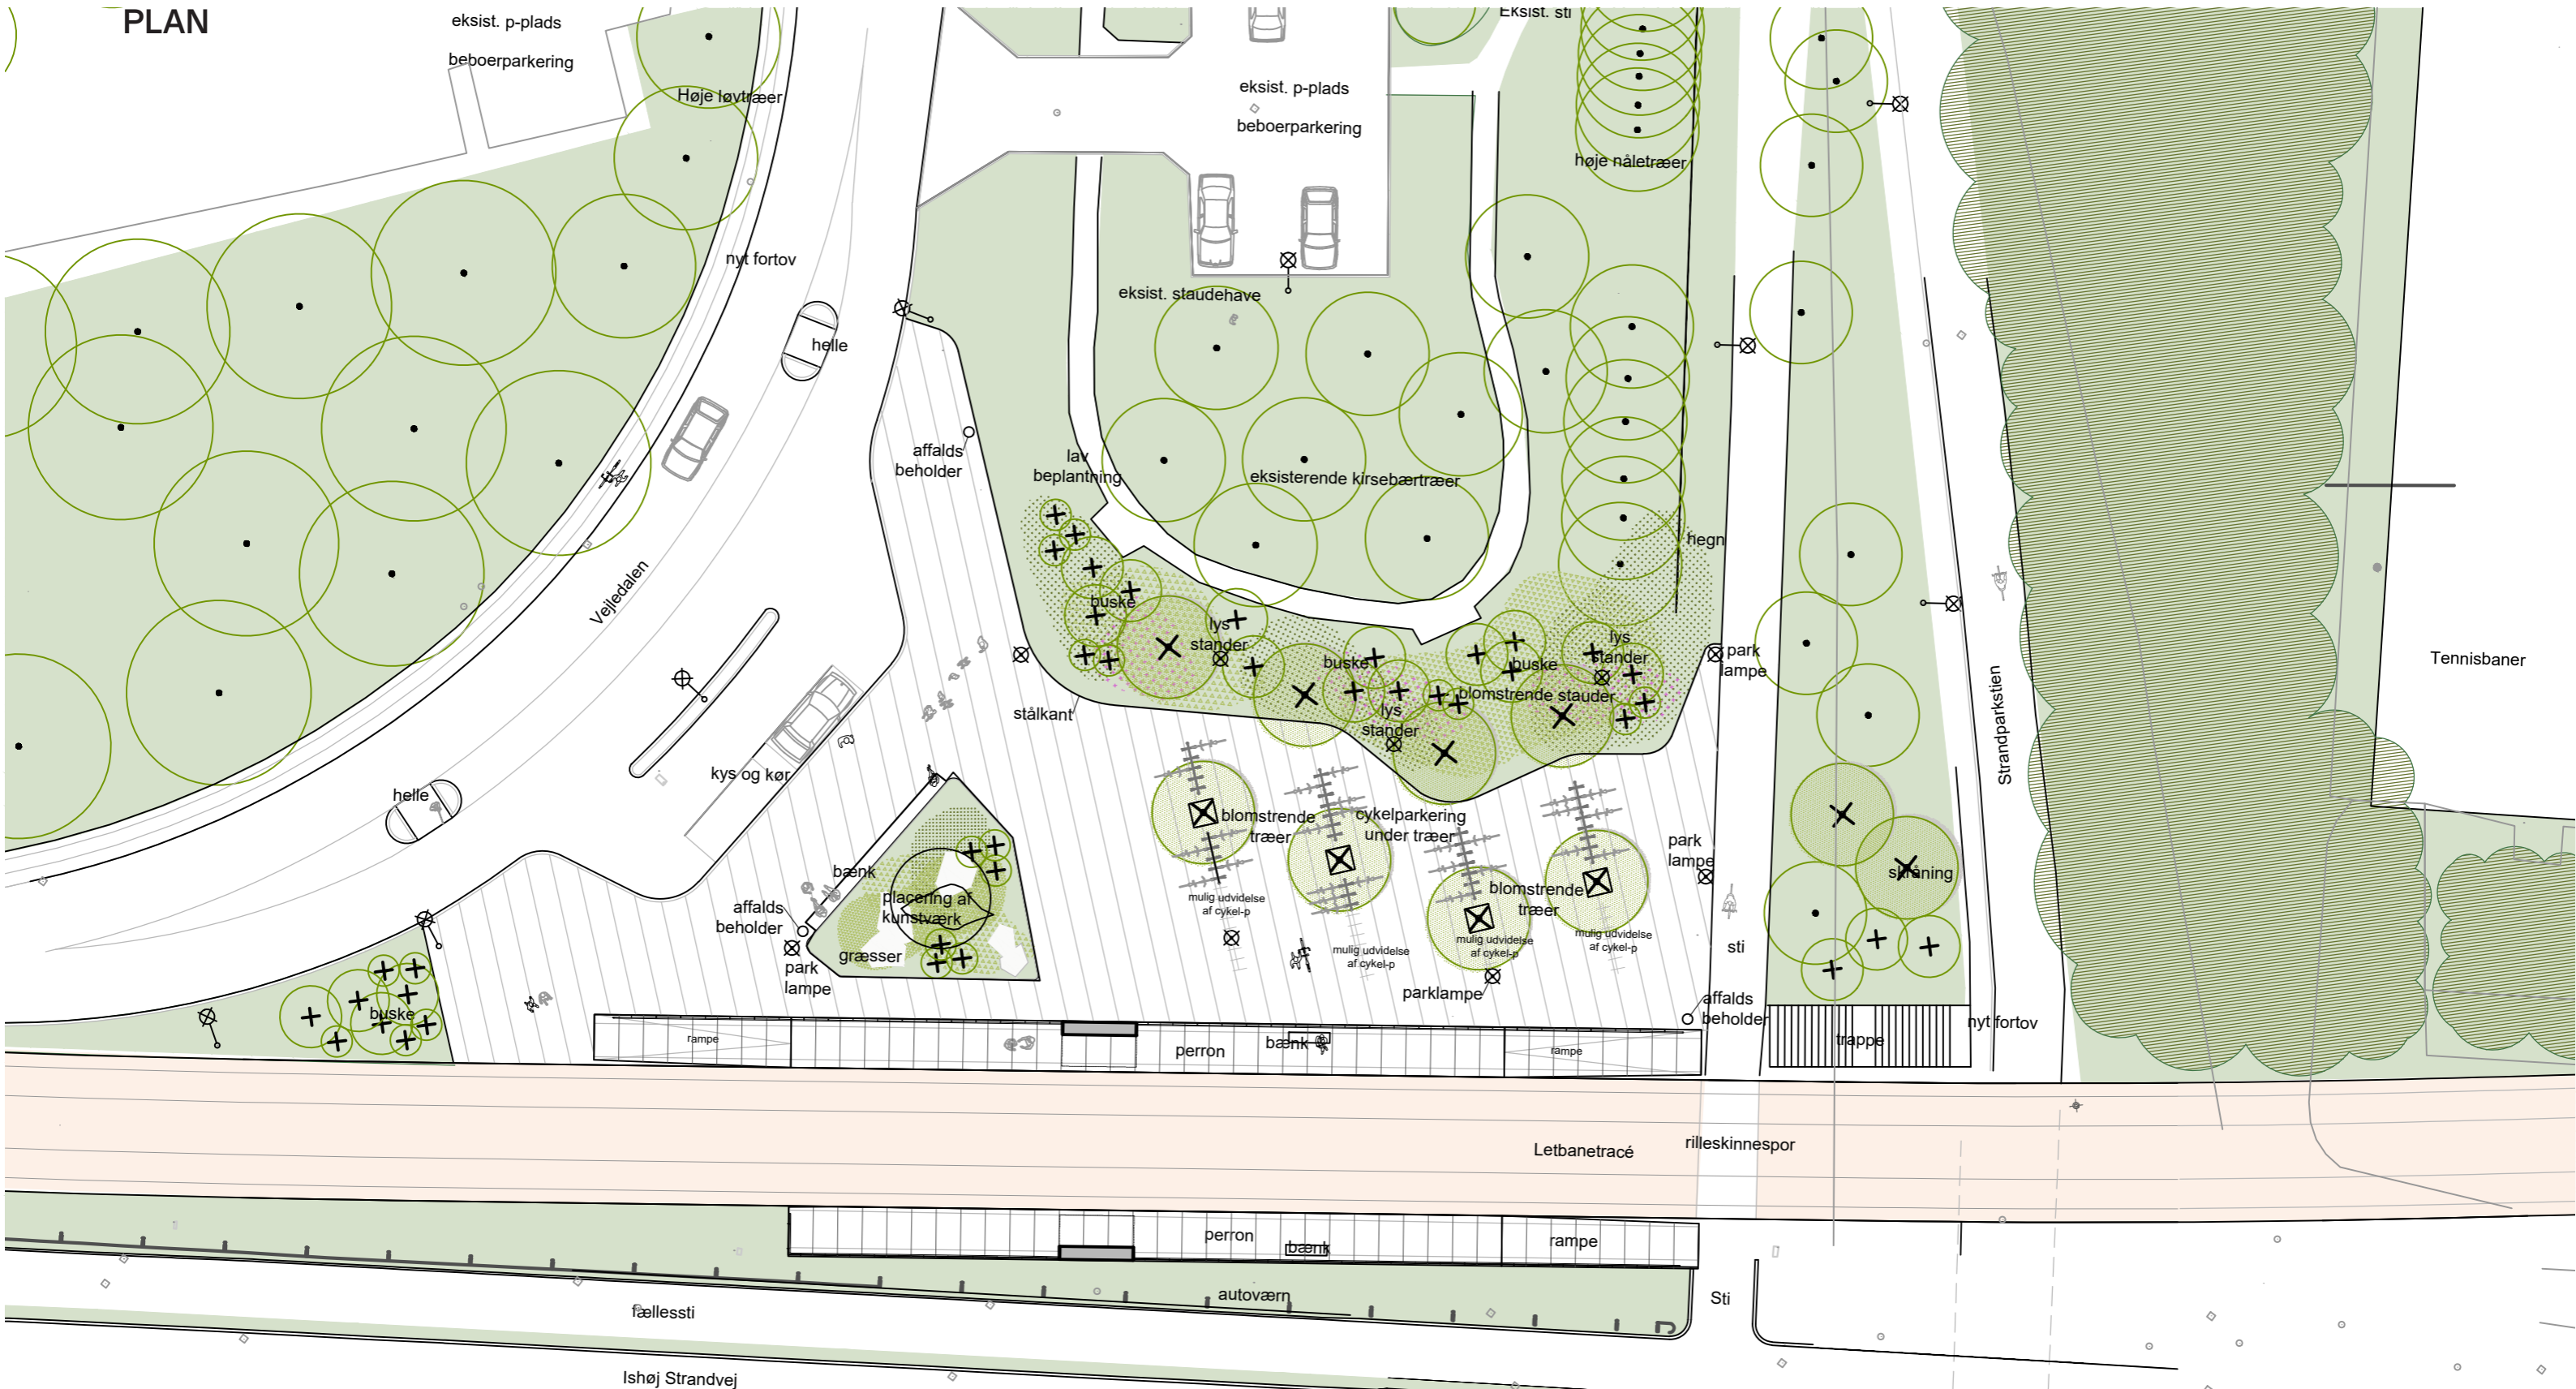 PLAN
eksist. p-plads
beboerparkering
Eksist. sti
Høje løvtræer
eksist. p-plads
beboerparkering
høje nåletræer
nyt fortov
eksist. staudehave
helle
affalds
beholder
lav
beplantning
eksisterende kirsebærtræer
hegn
Vejledalen
buske
lys
stander
buske
buske
lys
stander
park
lampe
Tennisbaner
blomstrende stauder
stålkant
lys
stander
Strandparkstien
kys og kør
helle
blomstrende
træer
cykelparkering
under træer
park
lampe
bænk
skråning
placering af
kunstværk
blomstrende
træer
mulig udvidelse
af cykel-p
affalds
beholder
mulig udvidelse
af cykel-p
mulig udvidelse
af cykel-p
mulig udvidelse
af cykel-p
sti
græsser
park
lampe
parklampe
affalds
beholder
buske
nyt fortov
trappe
rampe
perron
bænk
rampe
Letbanetracé
rilleskinnespor
perron
bænk
rampe
autoværn
Sti
fællessti
Ishøj Strandvej